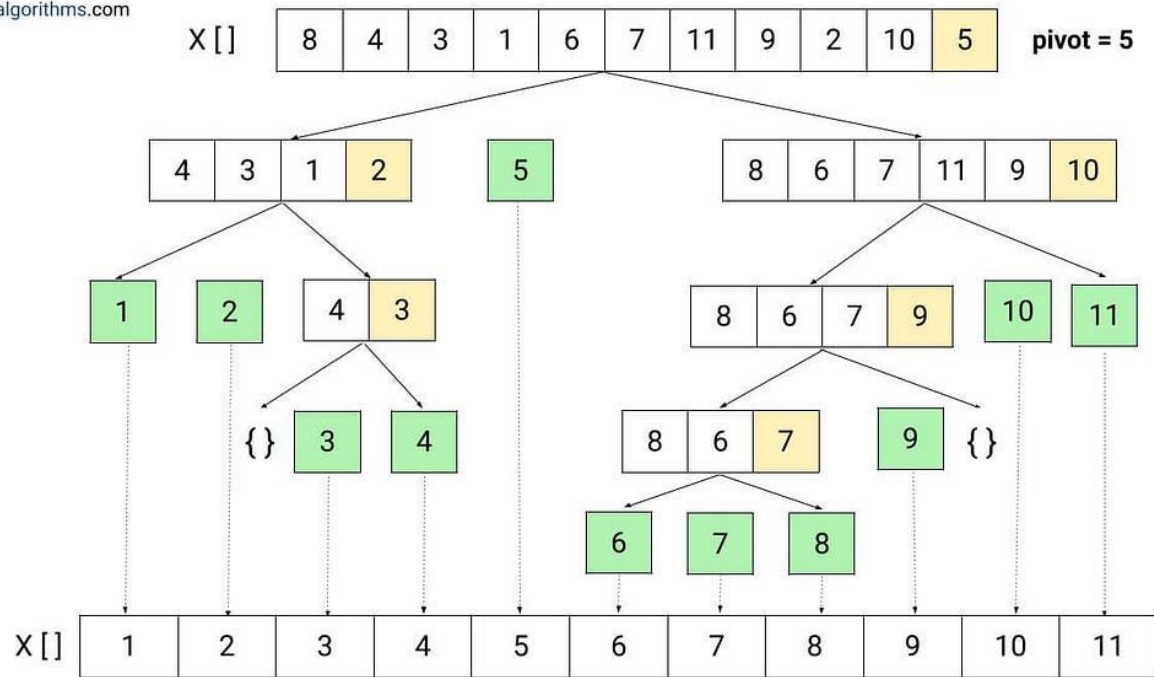 algorithms.com
X [ ] 8 4 3 1 6 7 11 9 2 10 5 pivot = 5
4 3 1 2 5 8 6 7 11 9 10
1 2 4 3 8 6 7 9 10 11
{ } 3 4 8 6 7 9 { }
6 7 8
X [ ] 1 2 3 4 5 6 7 8 9 10 11